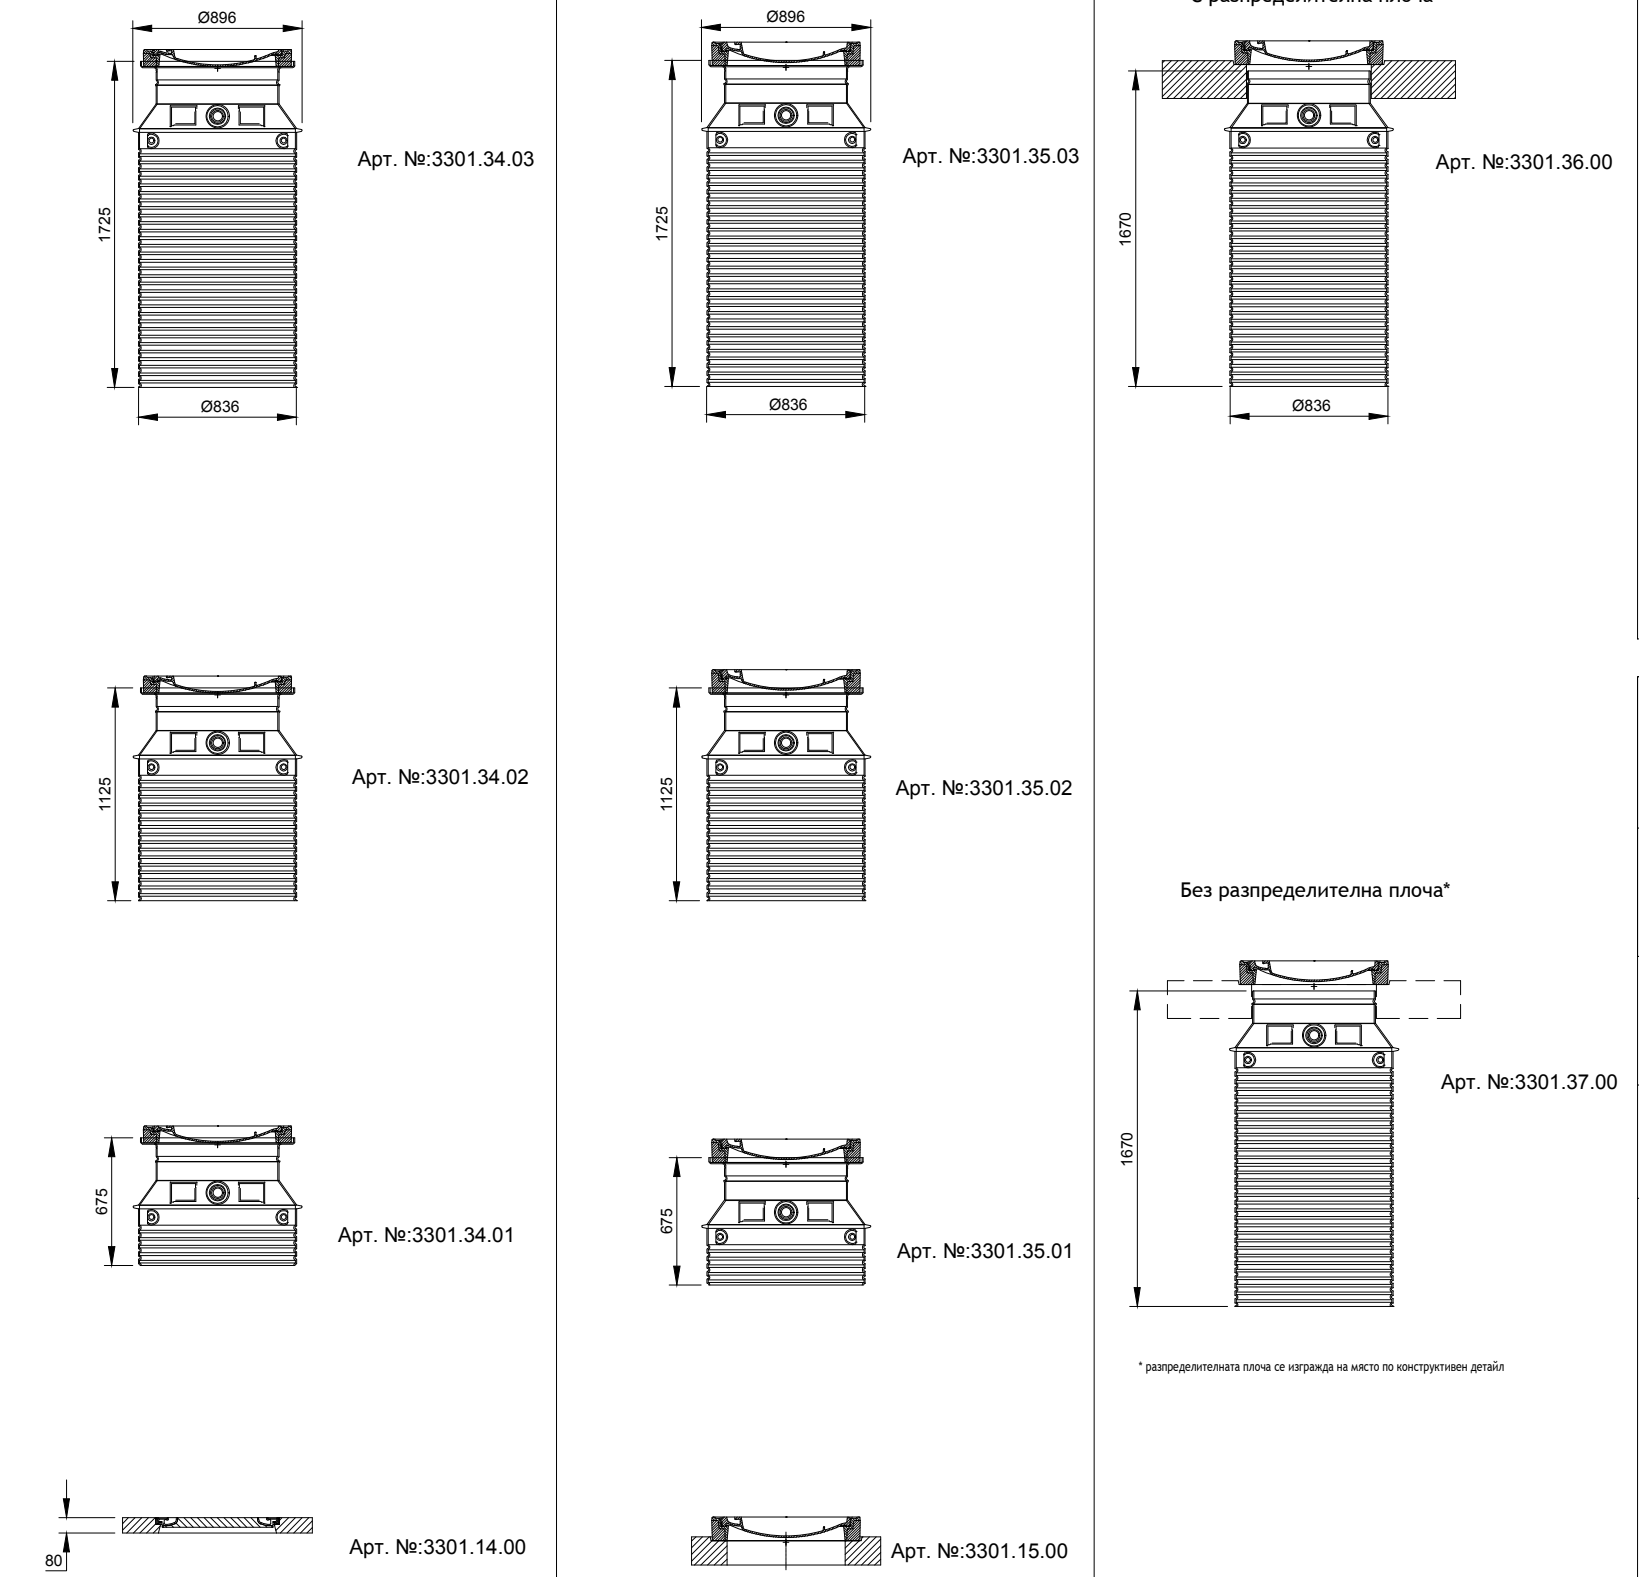 Ø896
1725
Арт. №:3301.34.03
Ø836
1125
Арт. №:3301.34.02
675
Арт. №:3301.34.01
80
Арт. №:3301.14.00
Ø896
1725
Арт. №:3301.35.03
Ø836
1125
Арт. №:3301.35.02
675
Арт. №:3301.35.01
Арт. №:3301.15.00
разпределителна плоча
1670
Арт. №:3301.36.00
Ø836
Без разпределителна плоча*
1670
Арт. №:3301.37.00
* разпределителната плоча се изгражда на място по конструктивен детайл